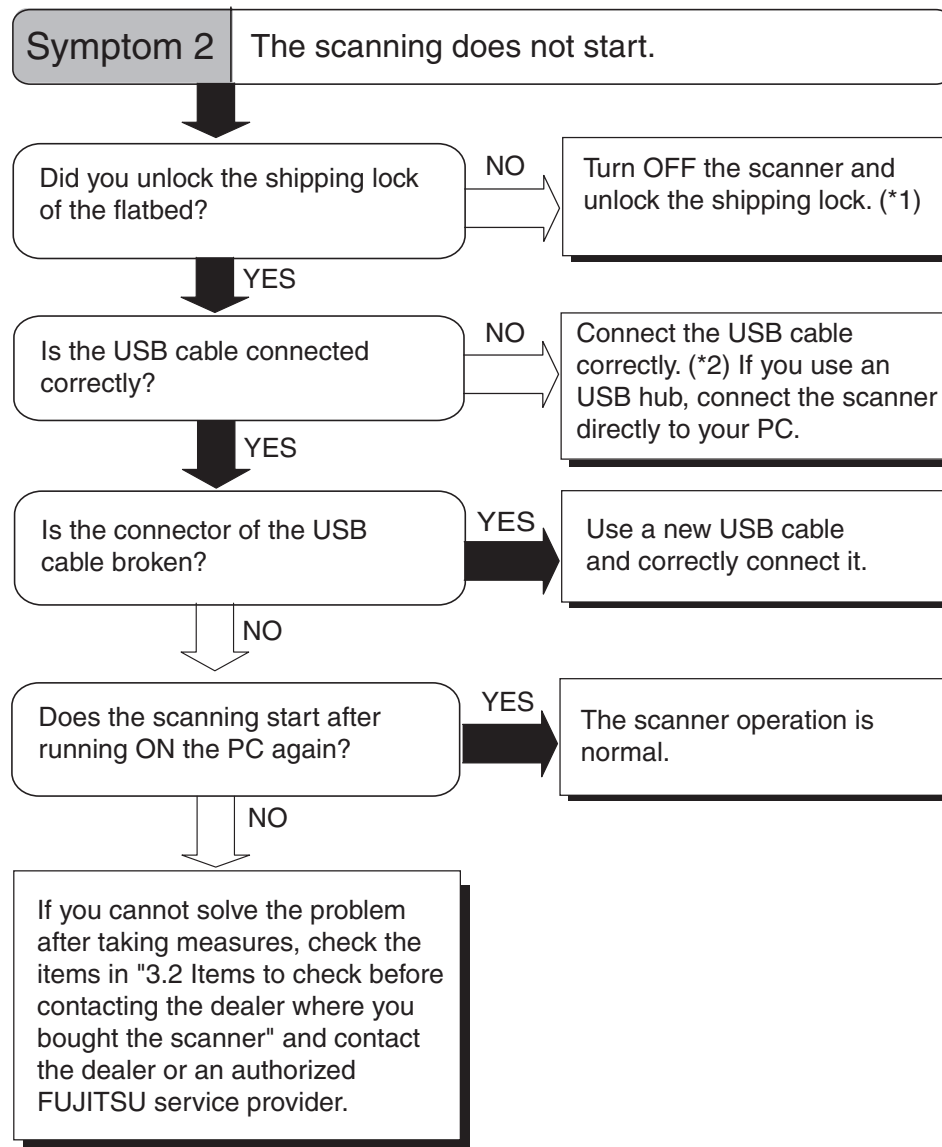 Symptom 2
The scanning does not start.
Did you unlock the shipping lock
of the flatbed?
NO
Turn OFF the scanner and
unlock the shipping lock. (*1)
YES
Is the USB cable connected
correctly?
NO
Connect the USB cable
correctly. (*2) If you use an
USB hub, connect the scanner
directly to your PC.
YES
Is the connector of the USB
cable broken?
YES
Use a new USB cable
and correctly connect it.
NO
Does the scanning start after
running ON the PC again?
YES
The scanner operation is
normal.
NO
If you cannot solve the problem
after taking measures, check the
items in "3.2 Items to check before
contacting the dealer where you
bought the scanner" and contact
the dealer or an authorized
FUJITSU service provider.